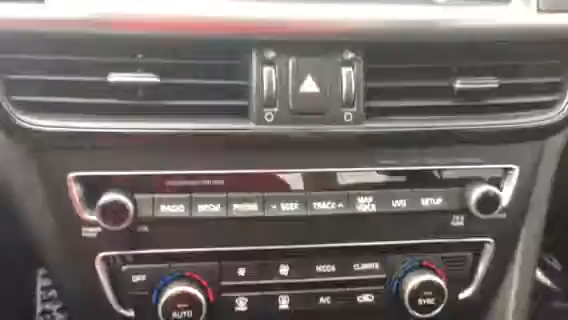 RADIO MEDIA PHONE ∨ SEEK TRACK ∧ MAP VOICE UVO SETUP
OFF MODE CLIMATE
AUTO A/C SYNC